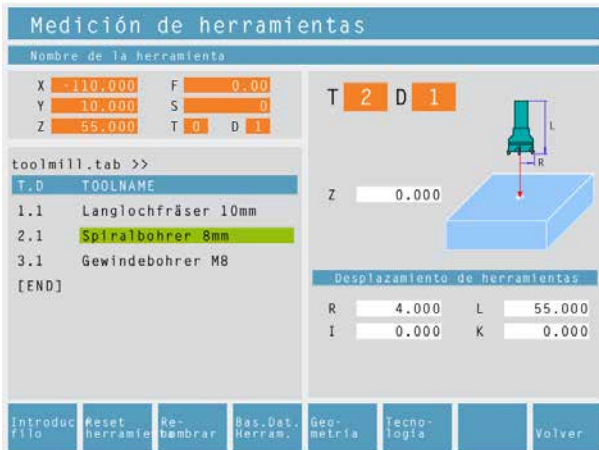 Medición de herramientas
Nombre de la herramienta
X -110.000 F 0.00
Y 10.000 S 0
Z 55.000 T 0 D 1
toolmill.tab >>
T.D TOOLNAME
1.1 Langlochfräser 10mm
2.1 Spiralbohrer 8mm
3.1 Gewindebohrer M8
[END]
T 2 D 1
L
R
Z 0.000
Desplazamiento de herramientas
R 4.000 L 55.000
I 0.000 K 0.000
Introduc filo
Reset herramie
Re- nombrar
Bas.Dat. Herram.
Geo- metría
Tecno- logía
Volver